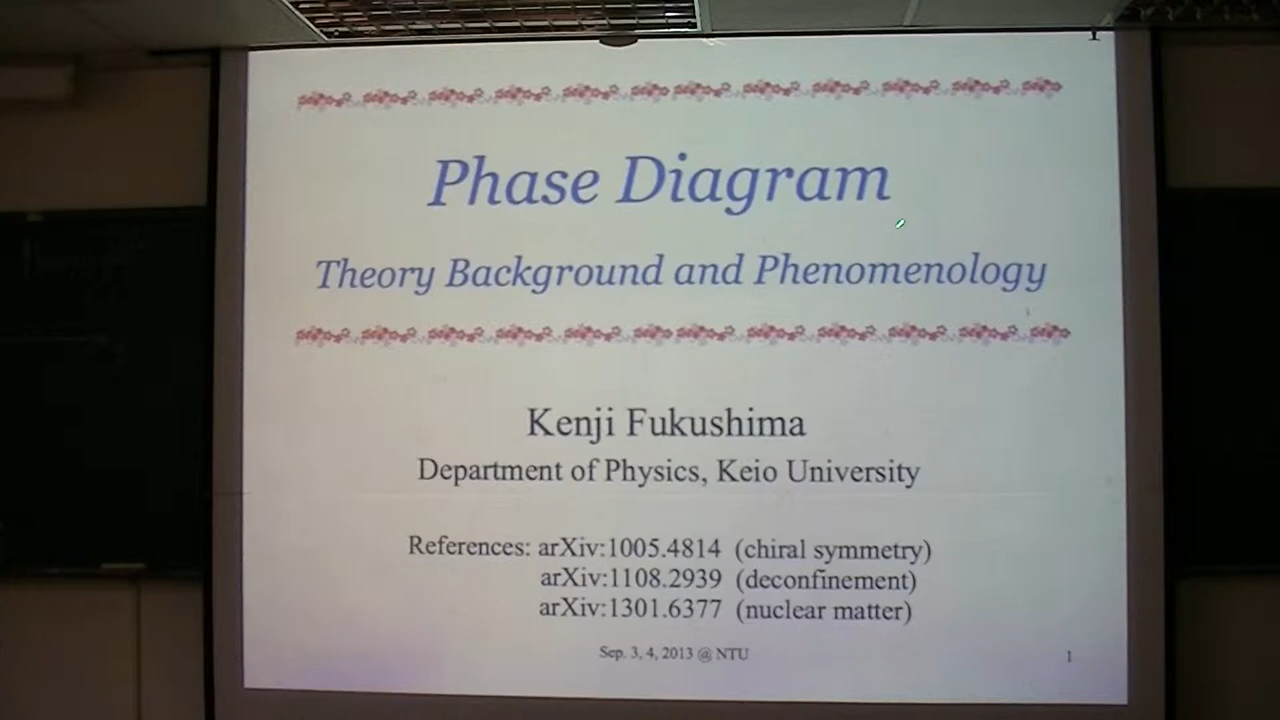 Phase Diagram
Theory Background and Phenomenology
Kenji Fukushima
Department of Physics, Keio University
References: arXiv:1005.4814 (chiral symmetry)
arXiv:1108.2939 (deconfinement)
arXiv:1301.6377 (nuclear matter)
Sep. 3, 4, 2013 @ NTU
1